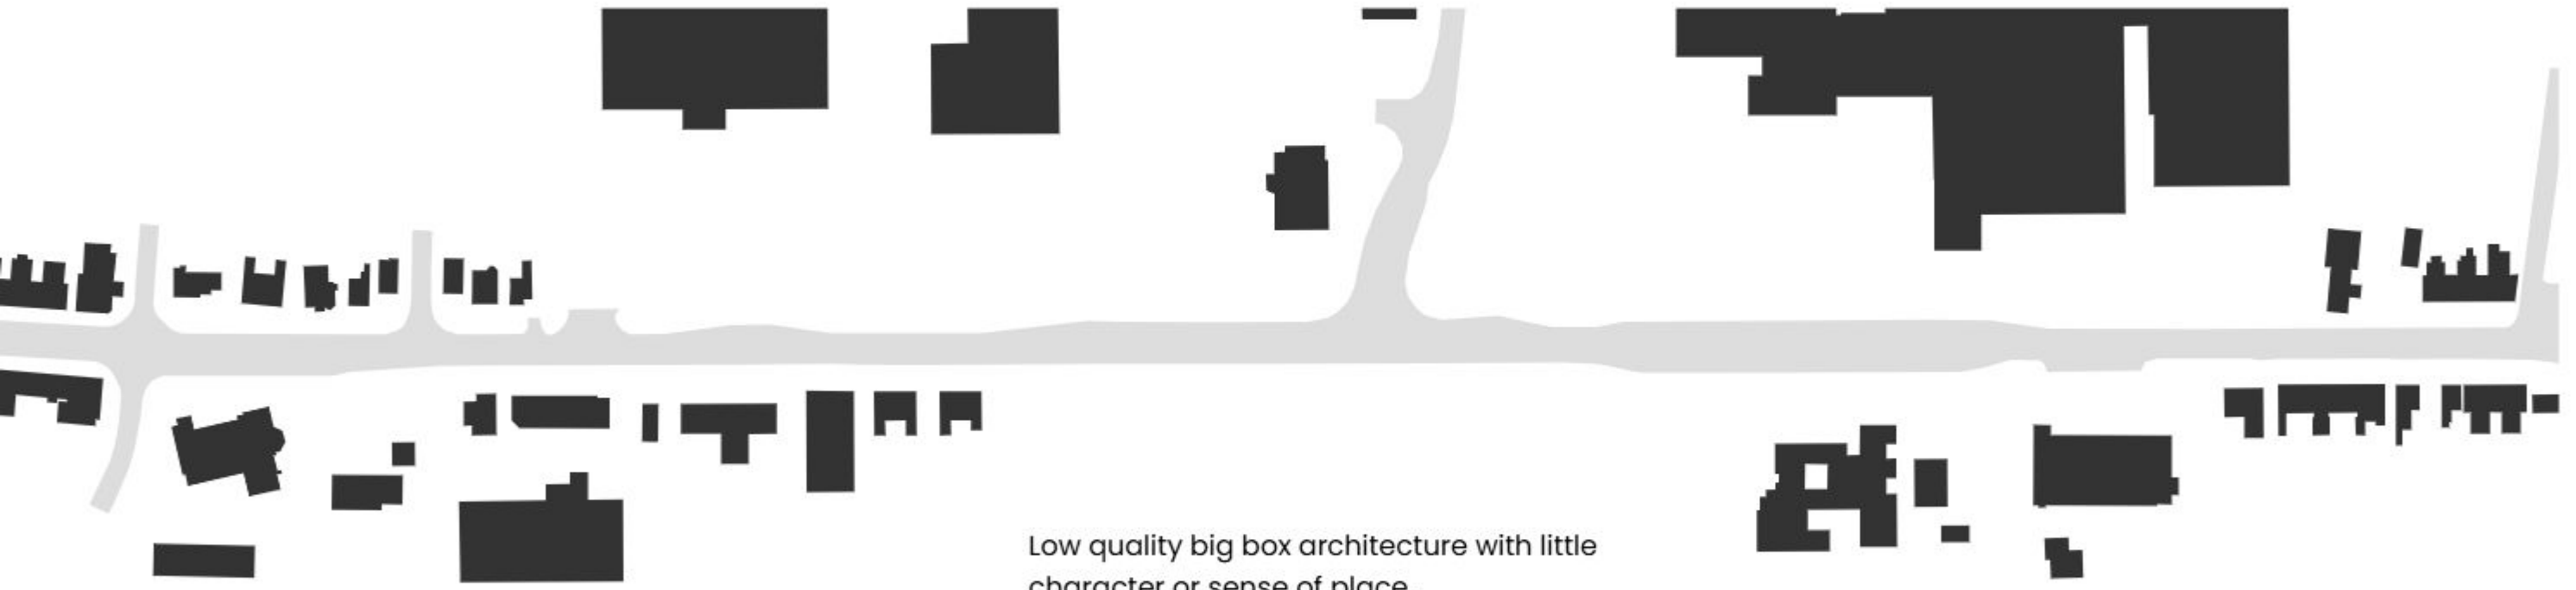 Low quality big box architecture with little
character or sense of place